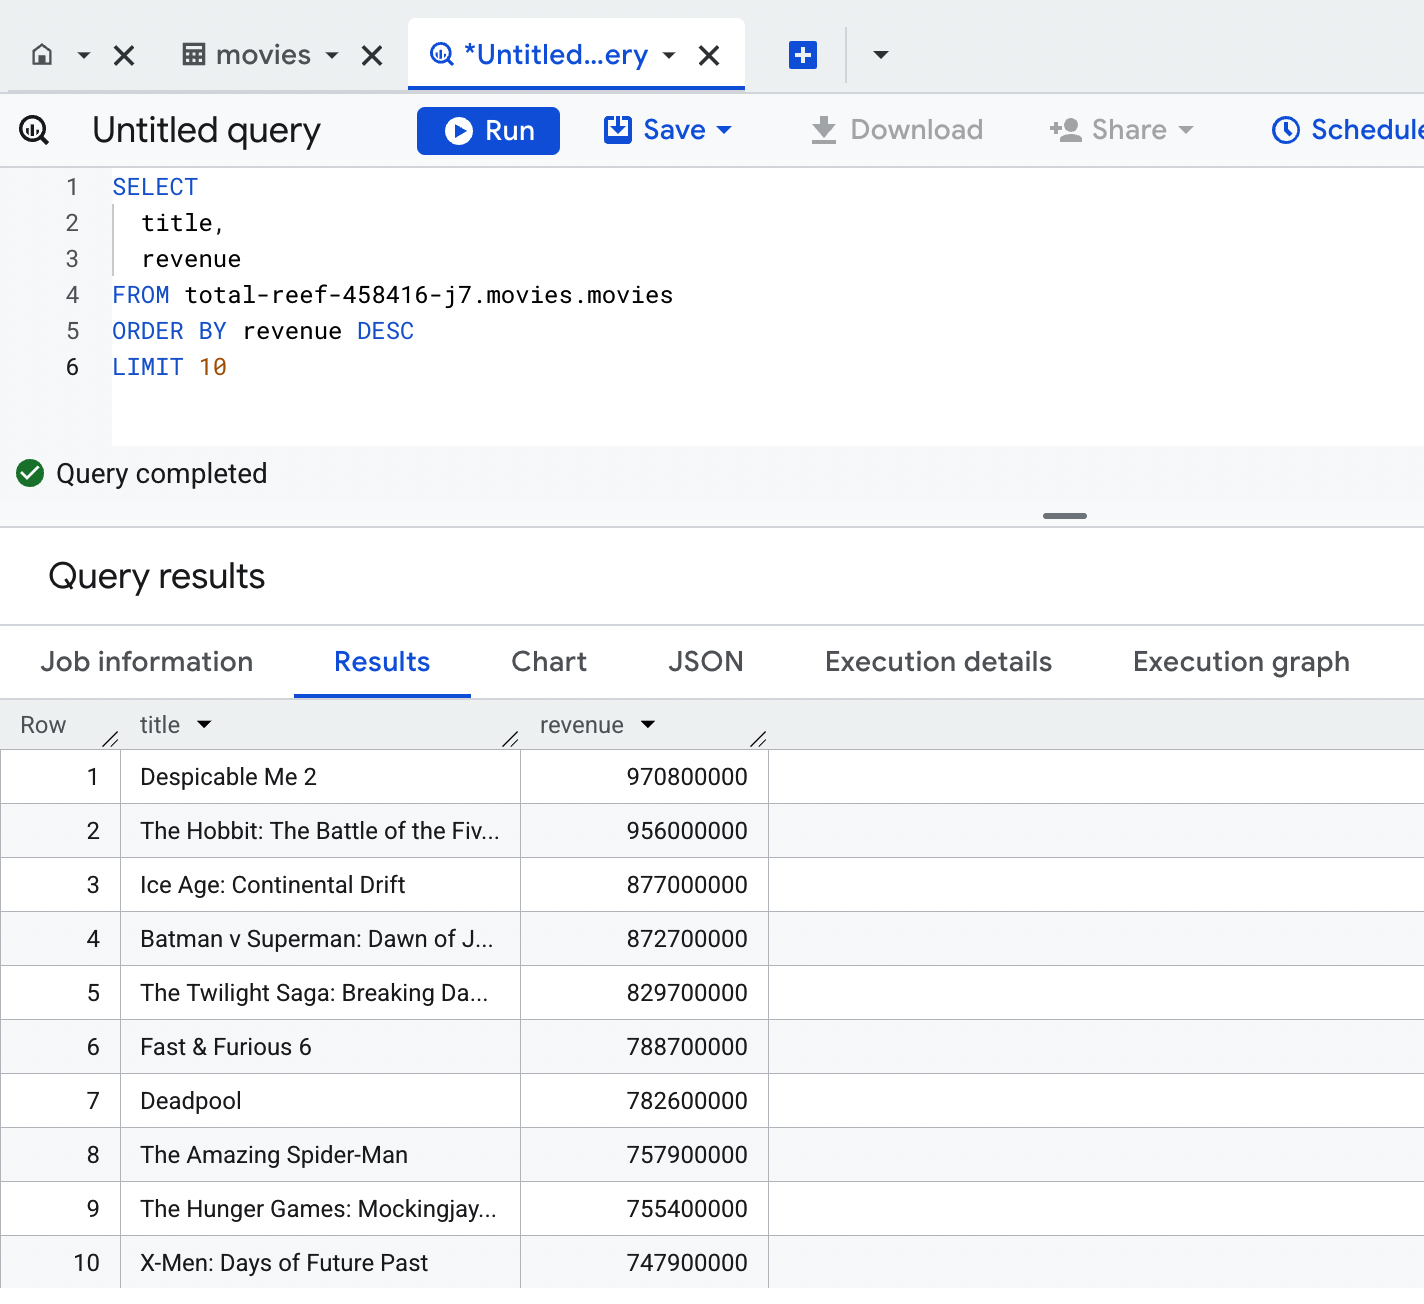 movies *Untitled...ery
Untitled query Run Save Download Share Schedule
1 SELECT
2 title,
3 revenue
4 FROM total-reef-458416-j7.movies.movies
5 ORDER BY revenue DESC
6 LIMIT 10
Query completed
Query results
Job information Results Chart JSON Execution details Execution graph
Row title revenue
1 Despicable Me 2 970800000
2 The Hobbit: The Battle of the Fiv... 956000000
3 Ice Age: Continental Drift 877000000
4 Batman v Superman: Dawn of J... 872700000
5 The Twilight Saga: Breaking Da... 829700000
6 Fast & Furious 6 788700000
7 Deadpool 782600000
8 The Amazing Spider-Man 757900000
9 The Hunger Games: Mockingjay... 755400000
10 X-Men: Days of Future Past 747900000